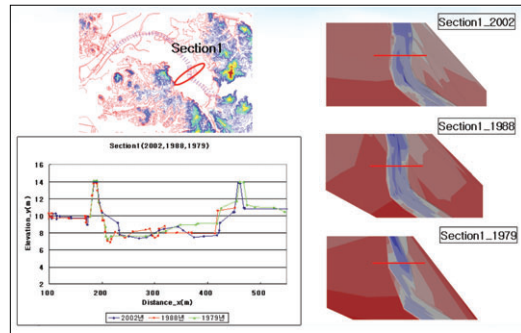 Section1
Section1 (2002,1988,1979)
Elevation_y(m)
16
14
12
10
8
6
4
2
100
200
300
400
500
Distance_x(m)
2002년
1988년
1979년
Section1_2002
Section1_1988
Section1_1979